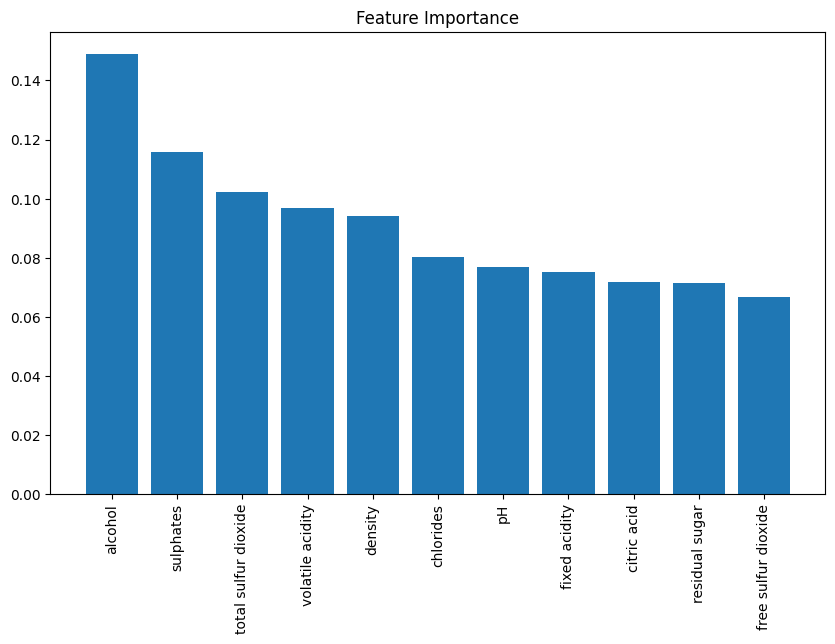 Feature Importance
0.14
0.12
0.10
0.08
0.06
0.04
0.02
0.00
alcohol
sulphates
total sulfur dioxide
volatile acidity
density
chlorides
pH
fixed acidity
citric acid
residual sugar
free sulfur dioxide